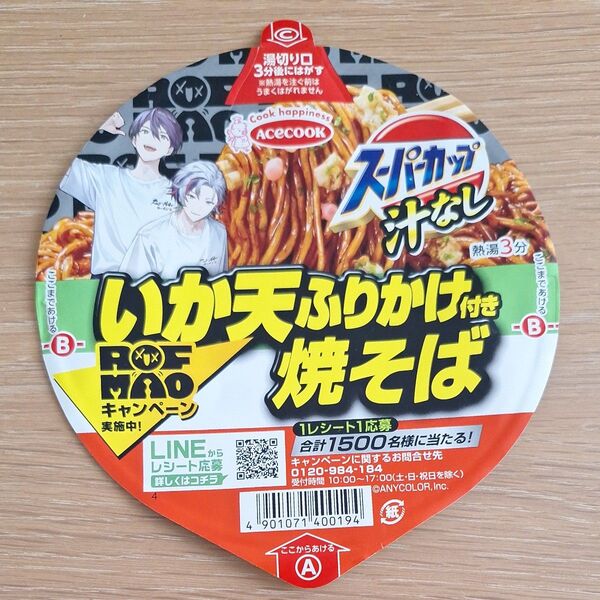 C
湯切り口
3分後にはがす
※熱湯を注ぐ前は
うまくはがれません
ROF
MAO
Cook happiness
ACECOOK
スーパーカップ
汁なし
熱湯3分
ここまであける
B
ここまであける
B
いか天ふりかけ付き
焼そば
ROF
MAO
キャンペーン
実施中!
1レシート1応募
合計1500名様に当たる!
LINEから
レシート応募
詳しくはコチラ
キャンペーンに関するお問合せ先
0120-984-184
受付時間 10:00~17:00(土・日・祝日を除く)
©ANYCOLOR, Inc.
4
4 901071 400194
紙
ここからあける
A